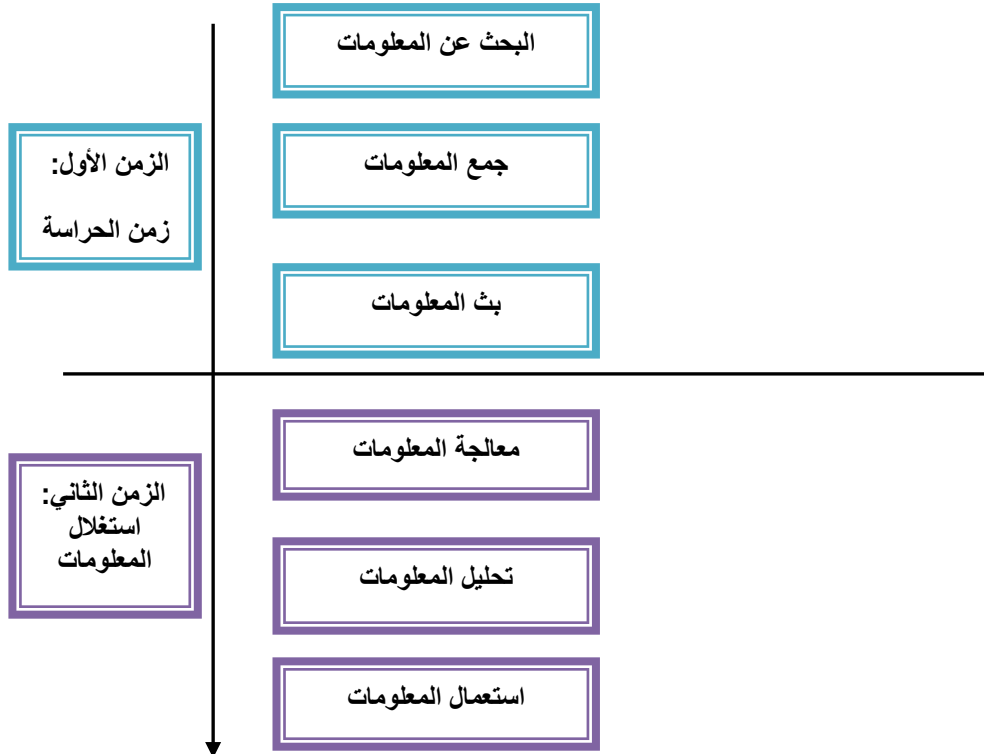 البحث عن المعلومات
الزمن الأول:
زمن الحراسة
جمع المعلومات
بث المعلومات
معالجة المعلومات
الزمن الثاني:
استغلال
المعلومات
تحليل المعلومات
استعمال المعلومات